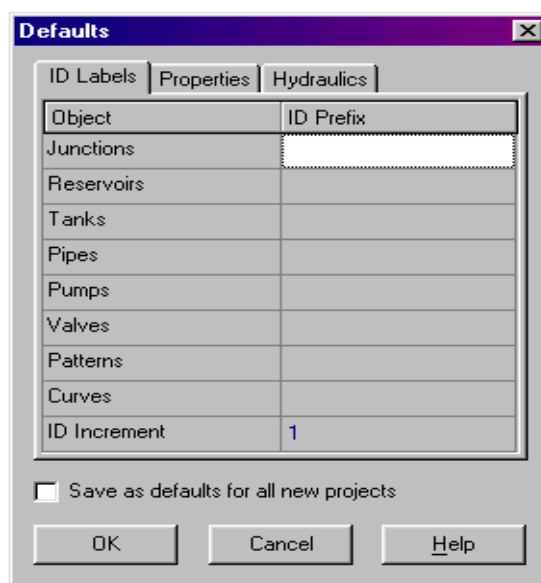 Defaults
ID Labels Properties Hydraulics
Object ID Prefix
Junctions
Reservoirs
Tanks
Pipes
Pumps
Valves
Patterns
Curves
ID Increment 1
Save as defaults for all new projects
OK Cancel Help